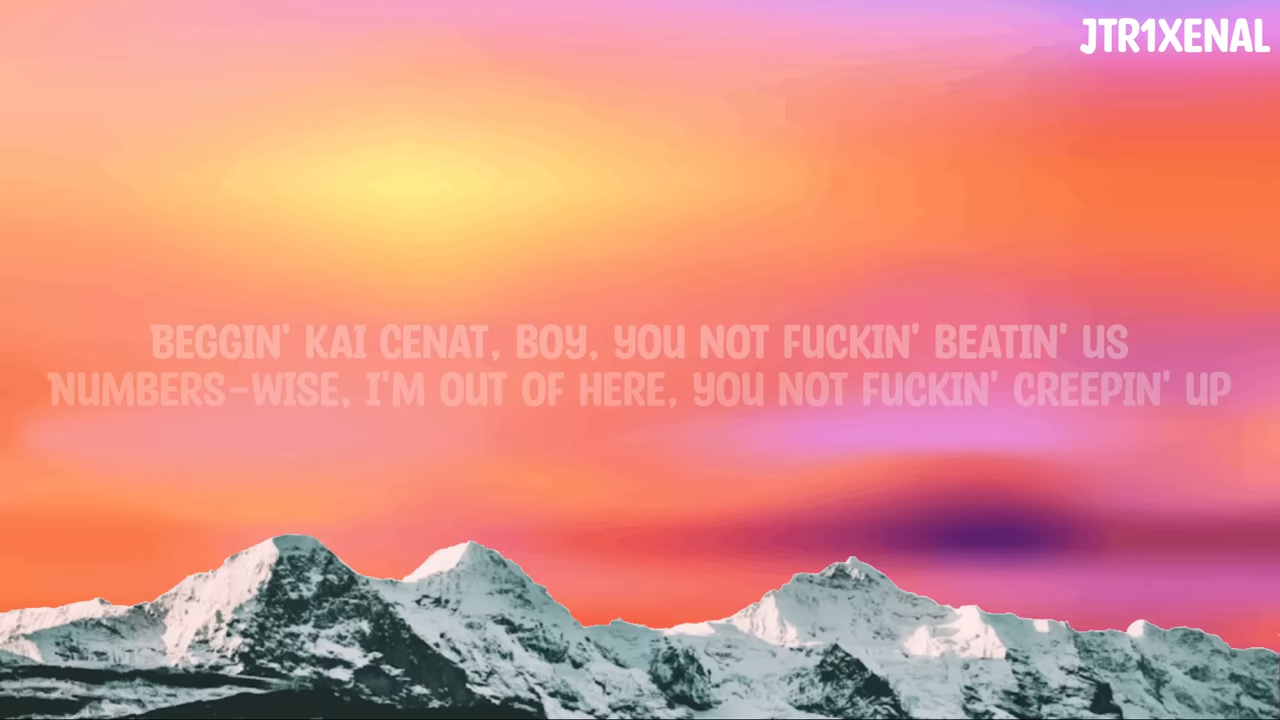 JTR1XENAL
BEGGIN' KAI CENAT, BOY, YOU NOT FUCKIN' BEATIN' US
NUMBERS-WISE, I'M OUT OF HERE, YOU NOT FUCKIN' CREEPIN' UP